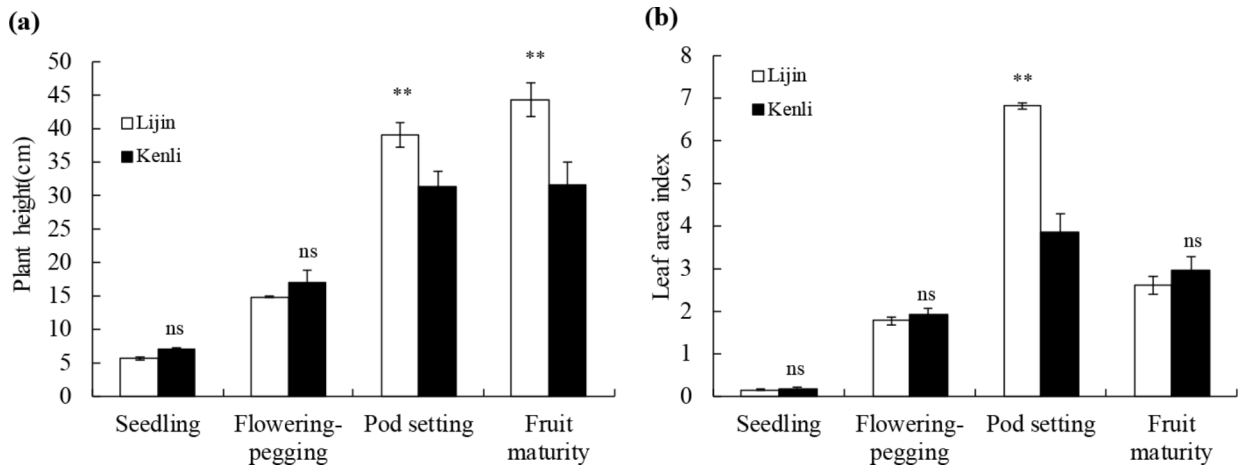 (a)
Plant height(cm)
50
45
40
35
30
25
20
15
10
5
0
Lijin
Kenli
ns
ns
**
**
Seedling
Flowering-
pegging
Pod setting
Fruit
maturity
(b)
Leaf area index
8
7
6
5
4
3
2
1
0
Lijin
Kenli
ns
ns
**
ns
Seedling
Flowering-
pegging
Pod setting
Fruit
maturity